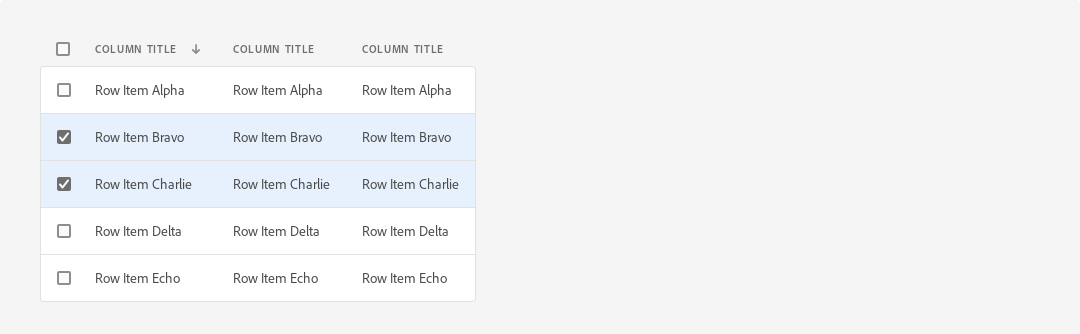 COLUMN TITLE COLUMN TITLE COLUMN TITLE
Row Item Alpha Row Item Alpha Row Item Alpha
Row Item Bravo Row Item Bravo Row Item Bravo
Row Item Charlie Row Item Charlie Row Item Charlie
Row Item Delta Row Item Delta Row Item Delta
Row Item Echo Row Item Echo Row Item Echo